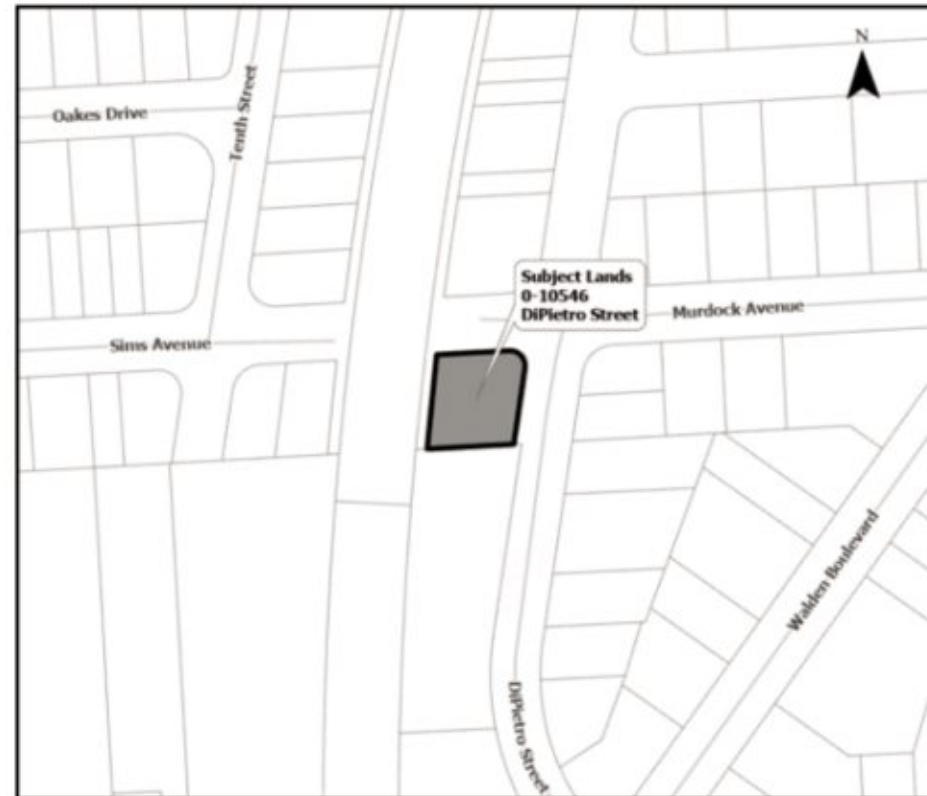 N
Oakes Drive
Tenth Street
Subject Lands
0-10546
DiPietro Street
Murdock Avenue
Sims Avenue
Walden Boulevard
DiPietro Street